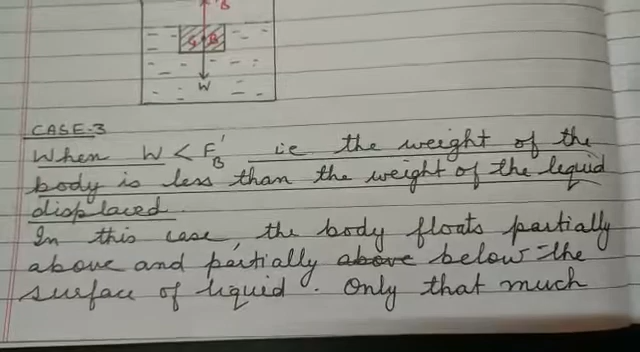 B
G B
W
CASE-3
When W < F'B i.e the weight of the
body is less than the weight of the liquid
displaced.
In this case, the body floats partially
above and partially above below the
surface of liquid. Only that much